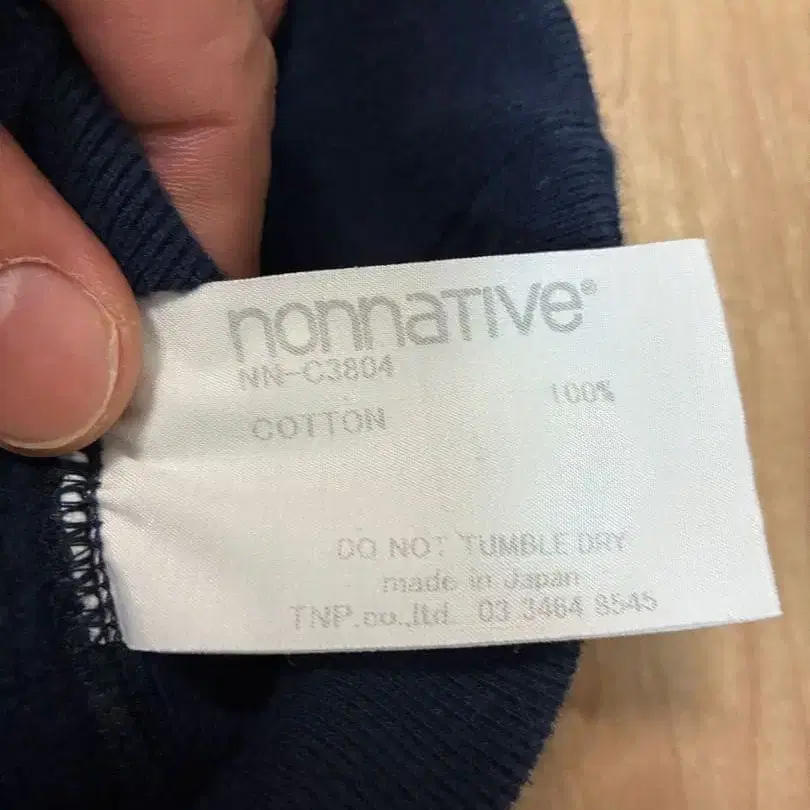 nonnaTIVe®
NN-C3804
COTTON 100%
DO NOT TUMBLE DRY
made in Japan
TNP.co.,ltd. 03 3464 8545